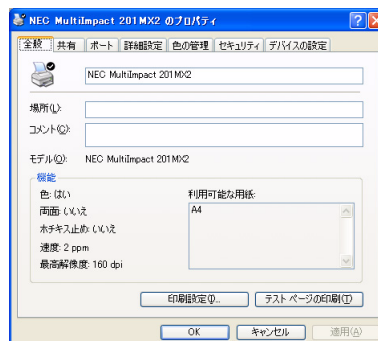 NEC MultiImpact 201MX2 のプロパティ
全般 共有 ポート 詳細設定 色の管理 セキュリティ デバイスの設定
NEC MultiImpact 201MX2
場所(L):
コメント(C):
モデル(O): NEC MultiImpact 201MX2
機能
色: はい 利用可能な用紙:
両面: いいえ A4
ホチキス止め: いいえ
速度: 2 ppm
最高解像度: 160 dpi
印刷設定(I)... テスト ページの印刷(T)
OK キャンセル 適用(A)